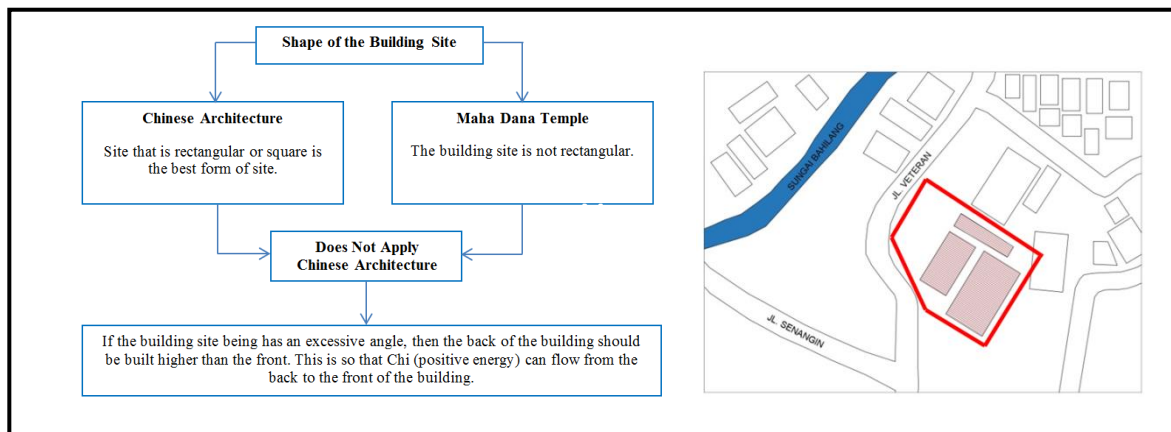 Shape of the Building Site
Chinese Architecture
Site that is rectangular or square is
the best form of site.
Maha Dana Temple
The building site is not rectangular.
Does Not Apply
Chinese Architecture
If the building site being has an excessive angle, then the back of the building should
be built higher than the front. This is so that Chi (positive energy) can flow from the
back to the front of the building.
SUNGAI BAHILANG
JL. VETERAN
JL. SENANGIN